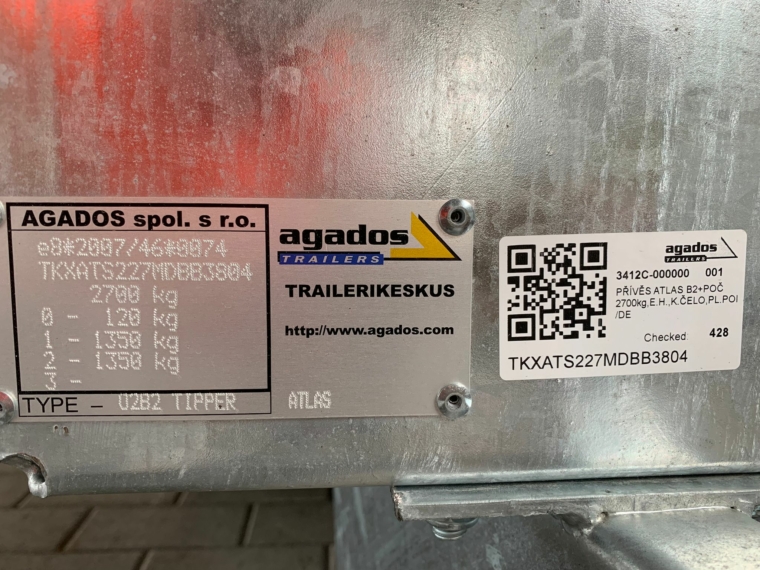 AGADOS spol. s r.o.
e8*2007/46*0074
TKXATS227MDBB3804
2700 kg
0 - 120 kg
1 - 1350 kg
2 - 1350 kg
3 -
TYPE - U2B2 TIPPER
agados
TRAILERS
TRAILERIKESKUS
http://www.agados.com
ATLAS
agados
TRAILERS
3412C-000000 001
PŘÍVĚS ATLAS B2+POČ
2700kg,E.H.,K.ČELO,PL.POI
/DE
Checked: 428
TKXATS227MDBB3804